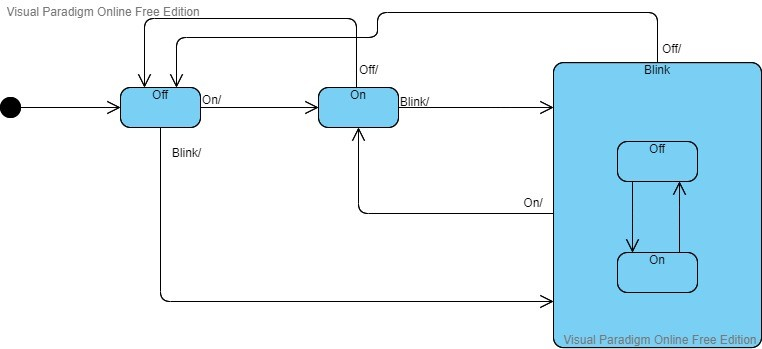 Visual Paradigm Online Free Edition
Off/
Blink
Off/
Off
On/
On
Blink/
Blink/
Off
On/
On
Visual Paradigm Online Free Edition